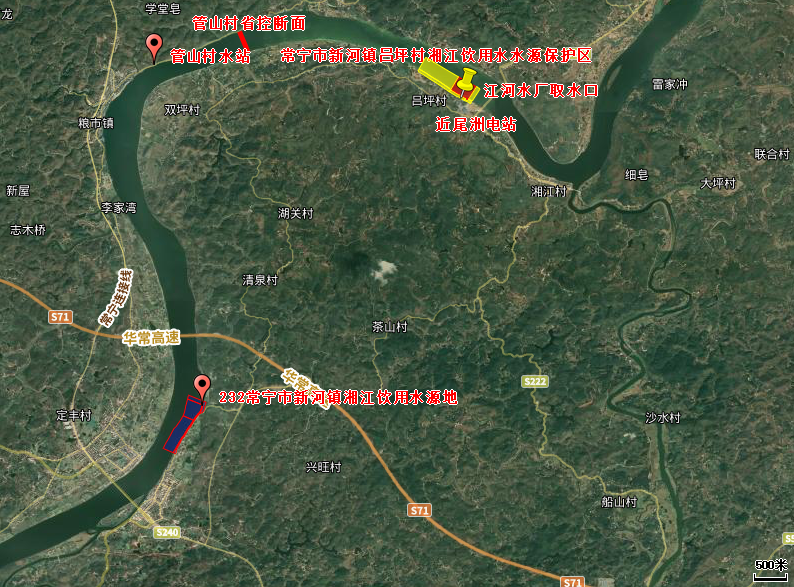 龙
学堂皂
管山村省控断面
管山村水站
常宁市新河镇吕坪村湘江饮用水水源保护区
雷家冲
江河水厂取水口
吕坪村
双坪村
粮市镇
近尾洲电站
联合村
细皂
大坪村
新屋
湘江村
李家湾
湖关村
志木桥
清泉村
常宁连接线
S71
茶山村
华常高速
S222
232常宁市新河镇湘江饮用水源地
定丰村
沙水村
兴旺村
船山村
S71
S240
500米
S71